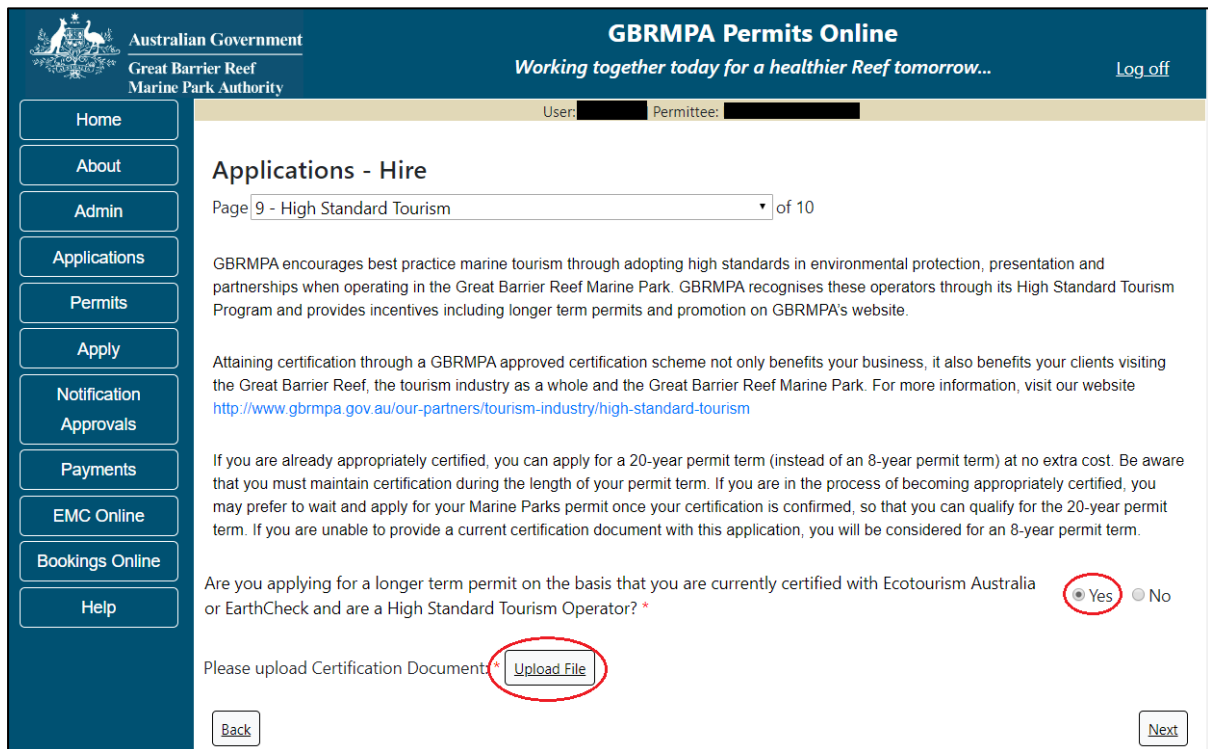 Australian Government
Great Barrier Reef
Marine Park Authority
GBRMPA Permits Online
Working together today for a healthier Reef tomorrow...
Log off
User: Permittee:
Home
About
Admin
Applications
Permits
Apply
Notification
Approvals
Payments
EMC Online
Bookings Online
Help
Applications - Hire
Page 9 - High Standard Tourism of 10
GBRMPA encourages best practice marine tourism through adopting high standards in environmental protection, presentation and
partnerships when operating in the Great Barrier Reef Marine Park. GBRMPA recognises these operators through its High Standard Tourism
Program and provides incentives including longer term permits and promotion on GBRMPA's website.
Attaining certification through a GBRMPA approved certification scheme not only benefits your business, it also benefits your clients visiting
the Great Barrier Reef, the tourism industry as a whole and the Great Barrier Reef Marine Park. For more information, visit our website
http://www.gbrmpa.gov.au/our-partners/tourism-industry/high-standard-tourism
If you are already appropriately certified, you can apply for a 20-year permit term (instead of an 8-year permit term) at no extra cost. Be aware
that you must maintain certification during the length of your permit term. If you are in the process of becoming appropriately certified, you
may prefer to wait and apply for your Marine Parks permit once your certification is confirmed, so that you can qualify for the 20-year permit
term. If you are unable to provide a current certification document with this application, you will be considered for an 8-year permit term.
Are you applying for a longer term permit on the basis that you are currently certified with Ecotourism Australia
or EarthCheck and are a High Standard Tourism Operator? *
Yes No
Please upload Certification Document: * Upload File
Back
Next